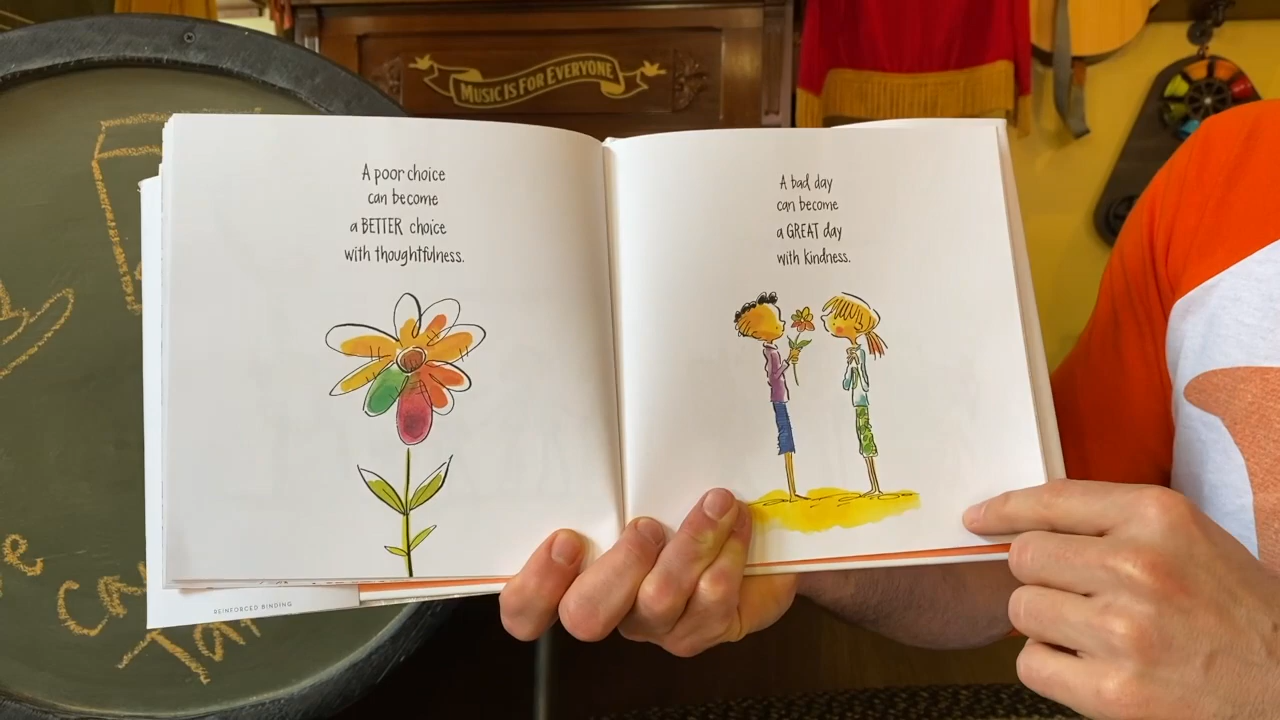 MUSIC IS FOR EVERYONE
A poor choice
can become
a BETTER choice
with thoughtfulness.
A bad day
can become
a GREAT day
with kindness.
REINFORCED BINDING